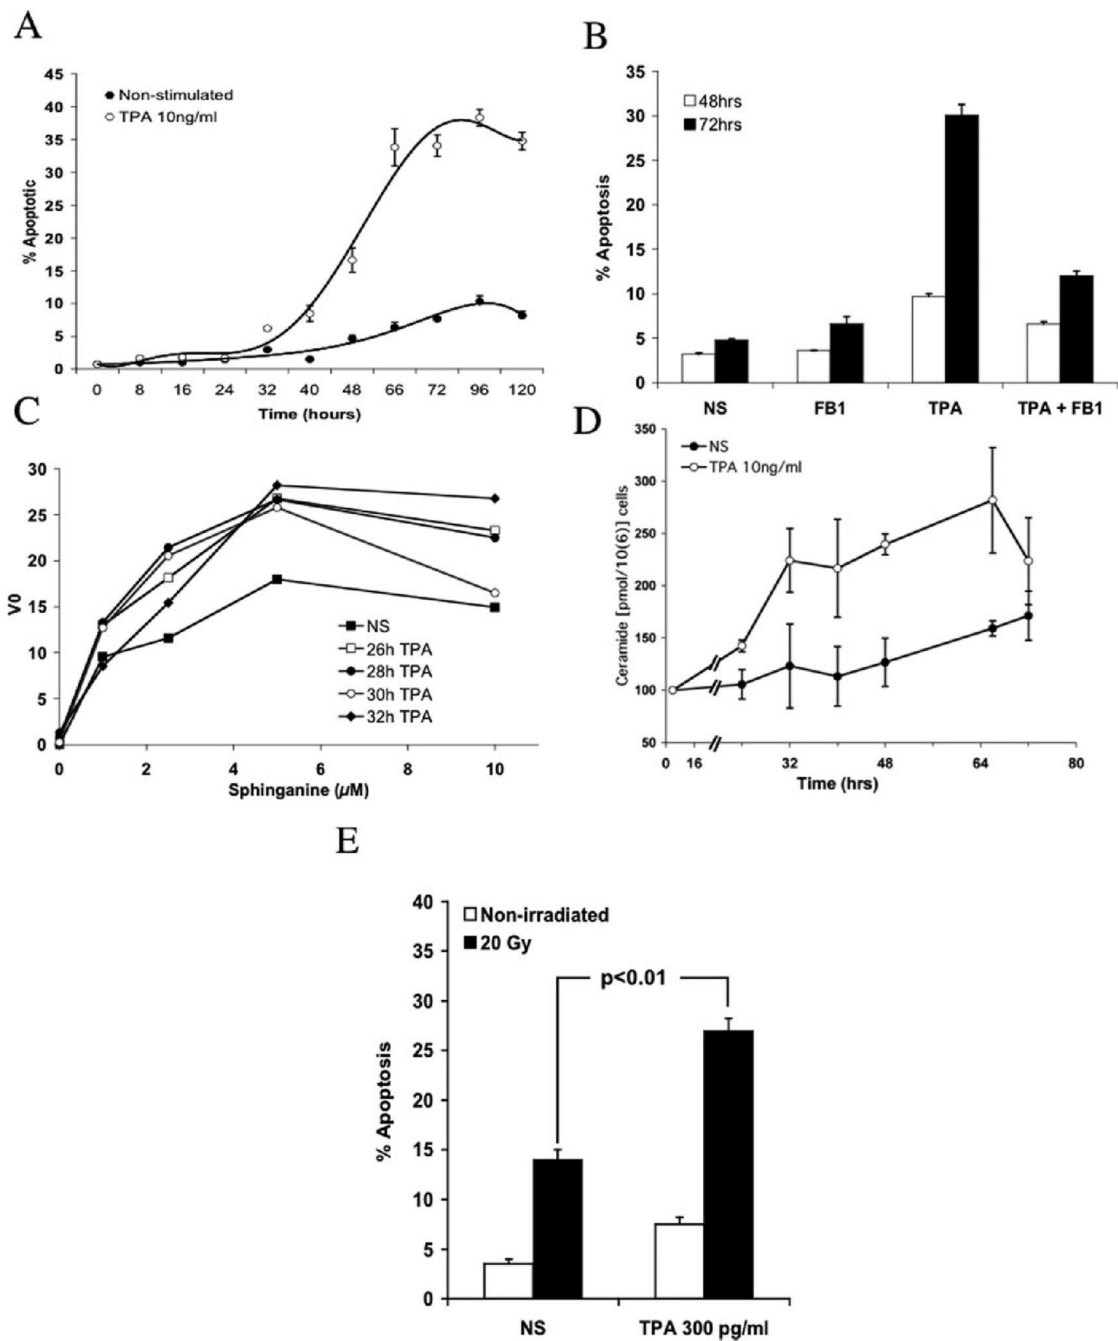 A
% Apoptotic
45
40
35
30
25
20
15
10
5
0
● Non-stimulated
○ TPA 10ng/ml
0 8 16 24 32 40 48 66 72 96 120
Time (hours)
B
% Apoptosis
35
30
25
20
15
10
5
0
48hrs
72hrs
NS FB1 TPA TPA + FB1
C
V0
30
25
20
15
10
5
0
NS
26h TPA
28h TPA
30h TPA
32h TPA
0 2 4 6 8 10
Sphinganine (µM)
D
Ceramide [pmol/10(6)] cells
350
300
250
200
150
100
50
NS
TPA 10ng/ml
16 32 48 64 80
Time (hrs)
E
% Apoptosis
40
35
30
25
20
15
10
5
0
Non-irradiated
20 Gy
p<0.01
NS TPA 300 pg/ml